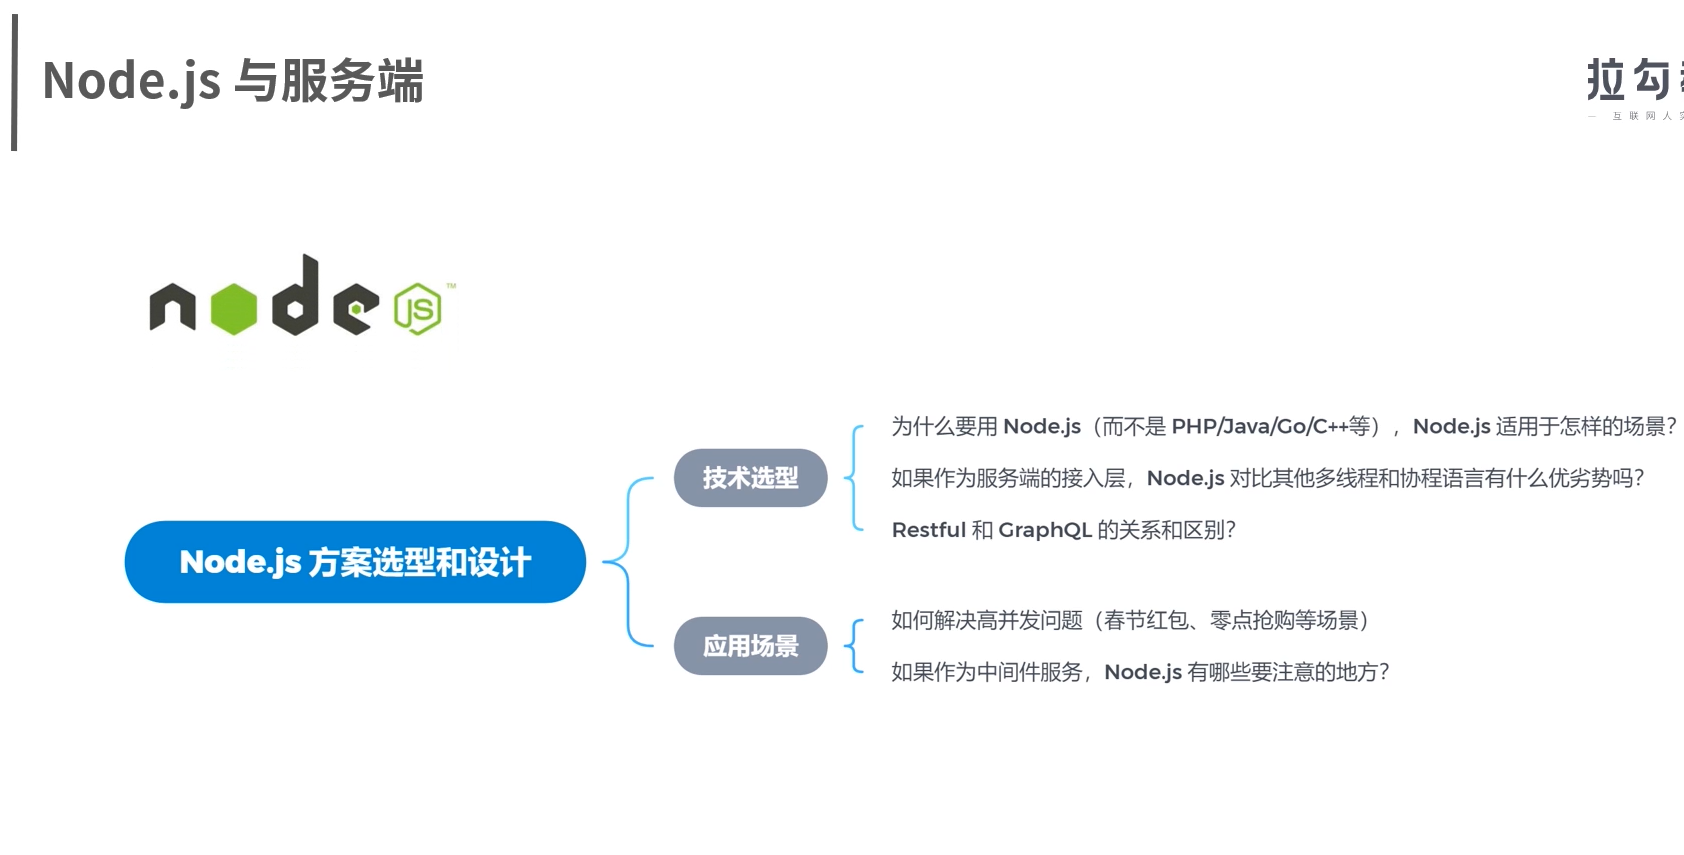 Node.js 与服务端
拉勾
— 互联网人
node JS ™
为什么要用 Node.js（而不是 PHP/Java/Go/C++等），Node.js 适用于怎样的场景？
技术选型
如果作为服务端的接入层，Node.js 对比其他多线程和协程语言有什么优劣势吗？
Restful 和 GraphQL 的关系和区别？
Node.js 方案选型和设计
如何解决高并发问题（春节红包、零点抢购等场景）
应用场景
如果作为中间件服务，Node.js 有哪些要注意的地方？